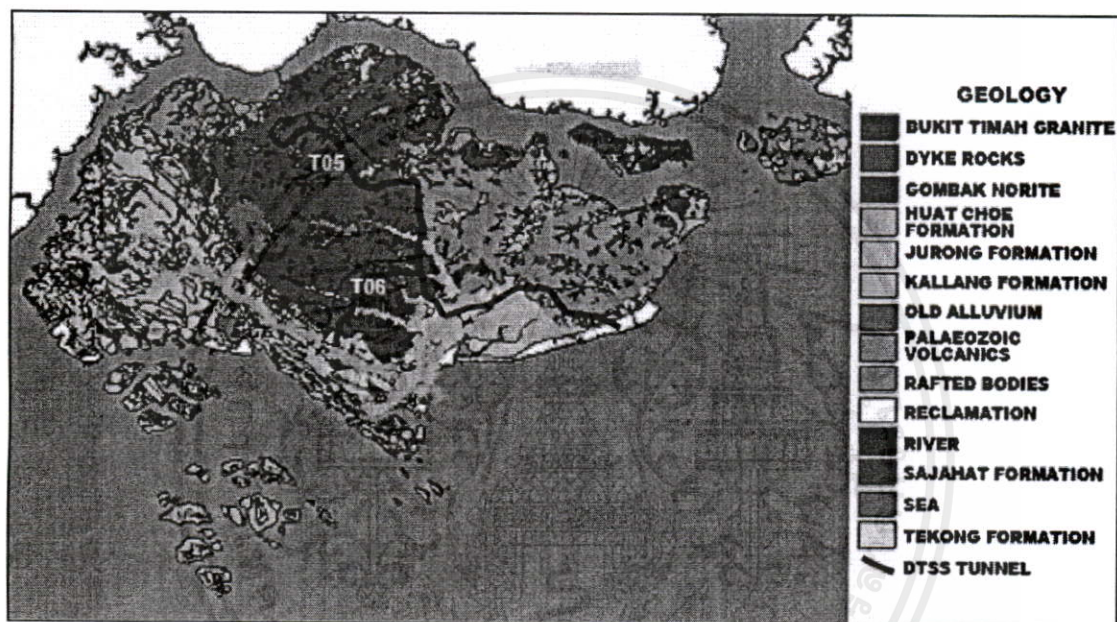 T05
T06
GEOLOGY
BUKIT TIMAH GRANITE
DYKE ROCKS
GOMBAK NORITE
HUAT CHOE
FORMATION
JURONG FORMATION
KALLANG FORMATION
OLD ALLUVIUM
PALAEOZOIC
VOLCANICS
RAFTED BODIES
RECLAMATION
RIVER
SAJAHAT FORMATION
SEA
TEKONG FORMATION
DTSS TUNNEL